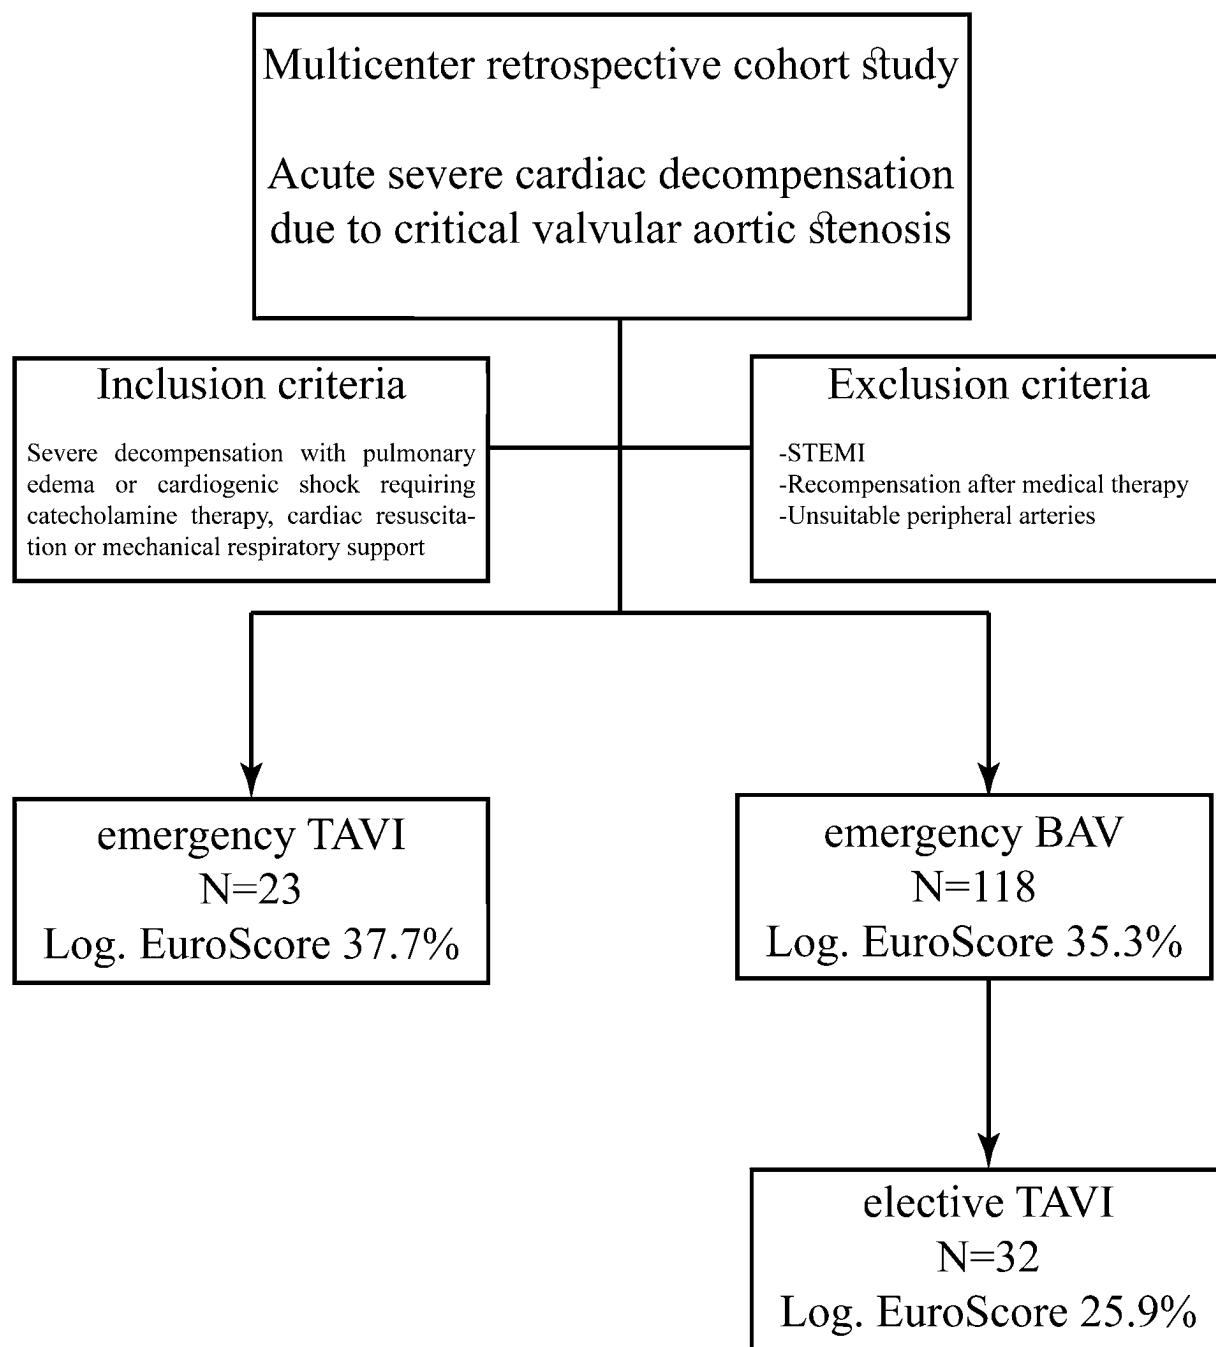 Multicenter retrospective cohort study
Acute severe cardiac decompensation
due to critical valvular aortic stenosis
Inclusion criteria
Severe decompensation with pulmonary
edema or cardiogenic shock requiring
catecholamine therapy, cardiac resuscita-
tion or mechanical respiratory support
Exclusion criteria
-STEMI
-Recompensation after medical therapy
-Unsuitable peripheral arteries
emergency TAVI
N=23
Log. EuroScore 37.7%
emergency BAV
N=118
Log. EuroScore 35.3%
elective TAVI
N=32
Log. EuroScore 25.9%